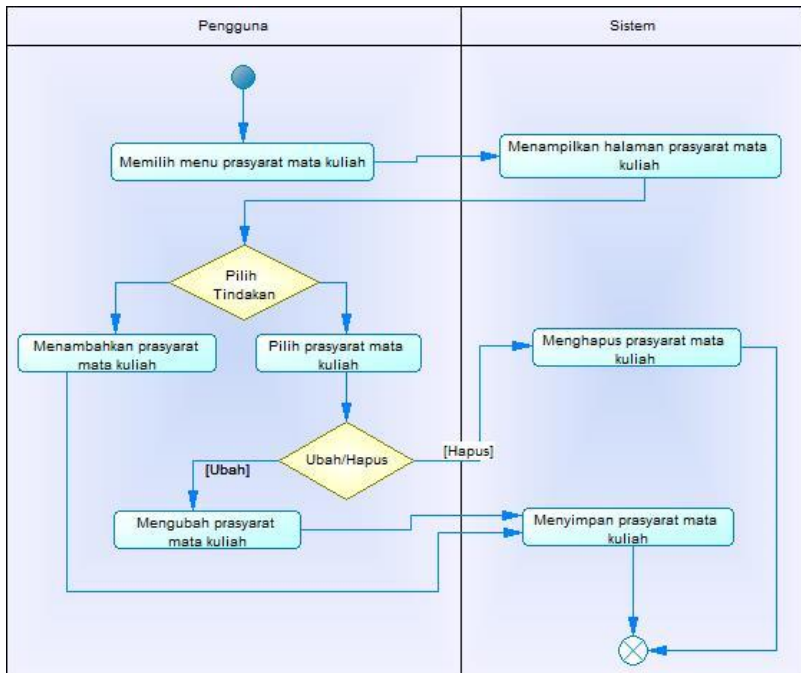 Pengguna
Sistem
Memilih menu prasyarat mata kuliah
Menampilkan halaman prasyarat mata
kuliah
Pilih
Tindakan
Menambahkan prasyarat
mata kuliah
Pilih prasyarat mata
kuliah
Menghapus prasyarat mata
kuliah
Ubah/Hapus
[Hapus]
[Ubah]
Mengubah prasyarat
mata kuliah
Menyimpan prasyarat mata
kuliah